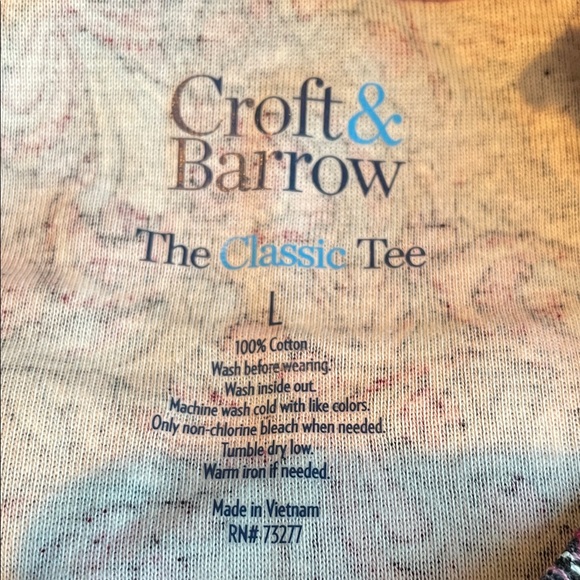 Croft&
Barrow
The Classic Tee
L
100% Cotton
Wash before wearing.
Wash inside out.
Machine wash cold with like colors.
Only non-chlorine bleach when needed.
Tumble dry low.
Warm iron if needed.
Made in Vietnam
RN# 73277